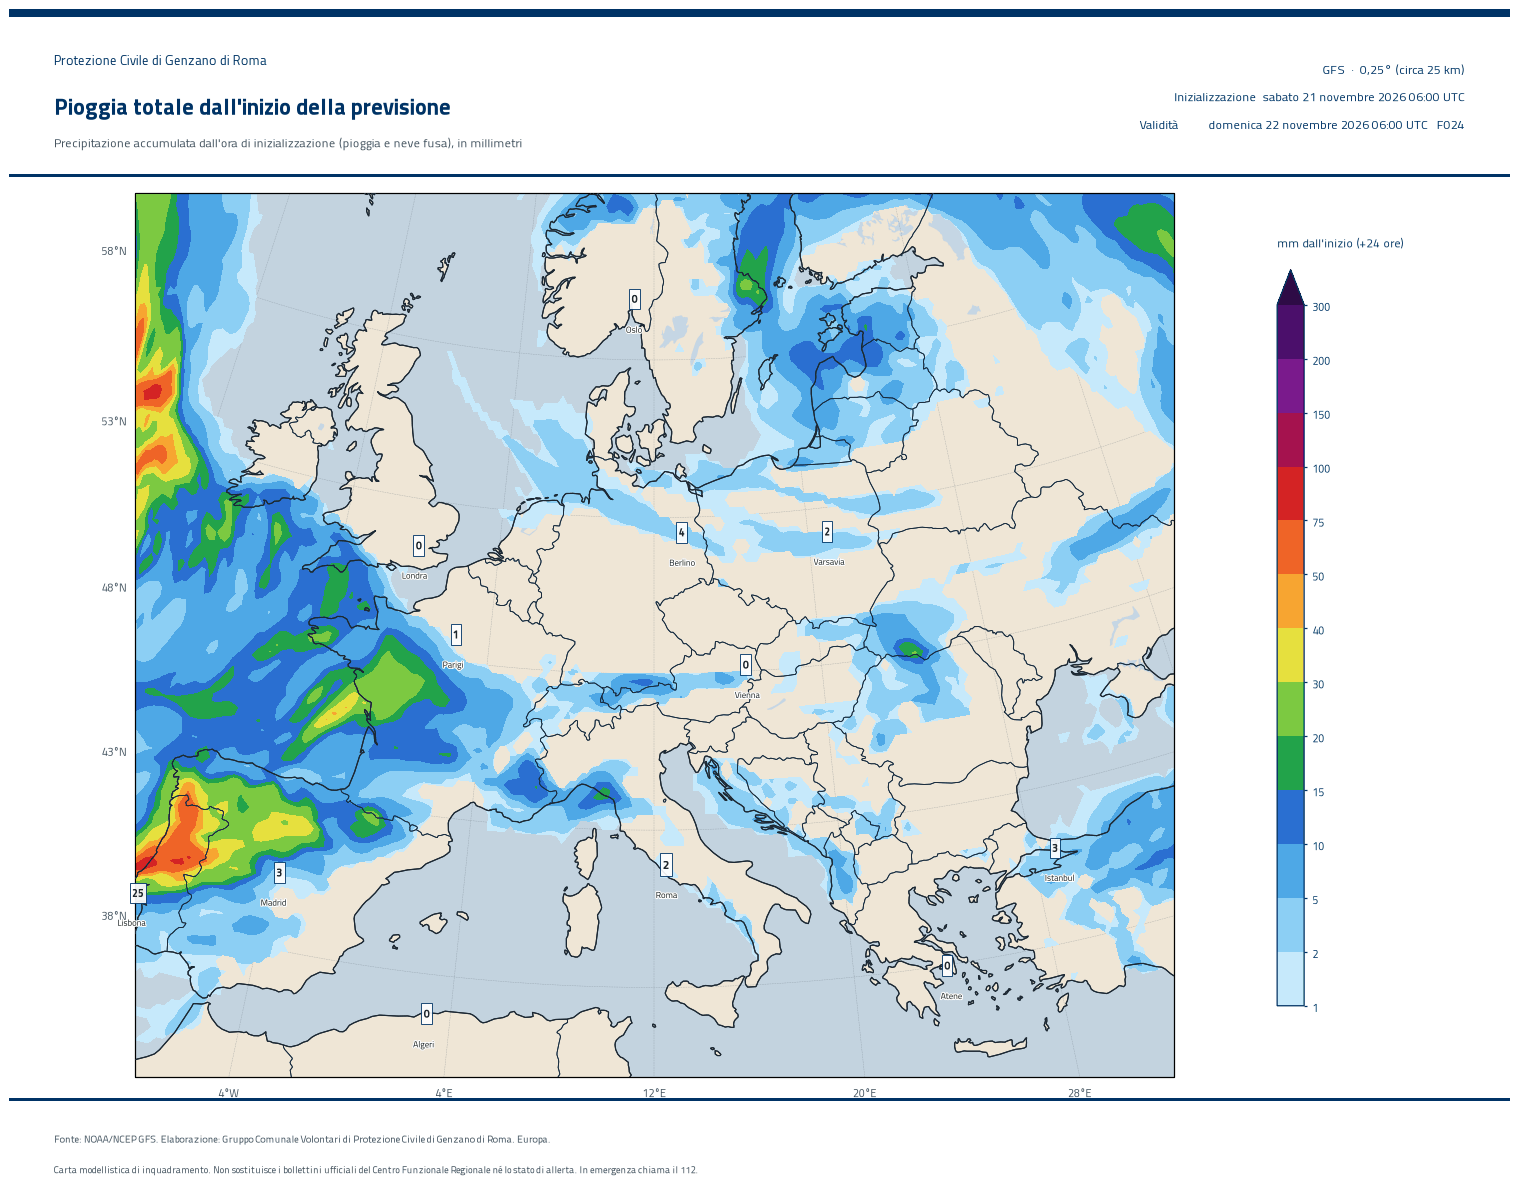 Protezione Civile di Genzano di Roma
Pioggia totale dall'inizio della previsione
Precipitazione accumulata dall'ora di inizializzazione (pioggia e neve fusa), in millimetri
GFS · 0,25° (circa 25 km)
Inizializzazione sabato 21 novembre 2026 06:00 UTC
Validità domenica 22 novembre 2026 06:00 UTC F024
mm dall'inizio (+24 ore)
300
200
150
100
75
50
40
30
20
15
10
5
2
1
58°N
53°N
48°N
43°N
38°N
0
Oslo
0
Londra
4
Berlino
2
Varsavia
1
Parigi
0
Vienna
3
Madrid
25
Lisbona
2
Roma
3
Istanbul
0
Atene
0
Algeri
4°W
4°E
12°E
20°E
28°E
Fonte: NOAA/NCEP GFS. Elaborazione: Gruppo Comunale Volontari di Protezione Civile di Genzano di Roma. Europa.
Carta modellistica di inquadramento. Non sostituisce i bollettini ufficiali del Centro Funzionale Regionale né lo stato di allerta. In emergenza chiama il 112.